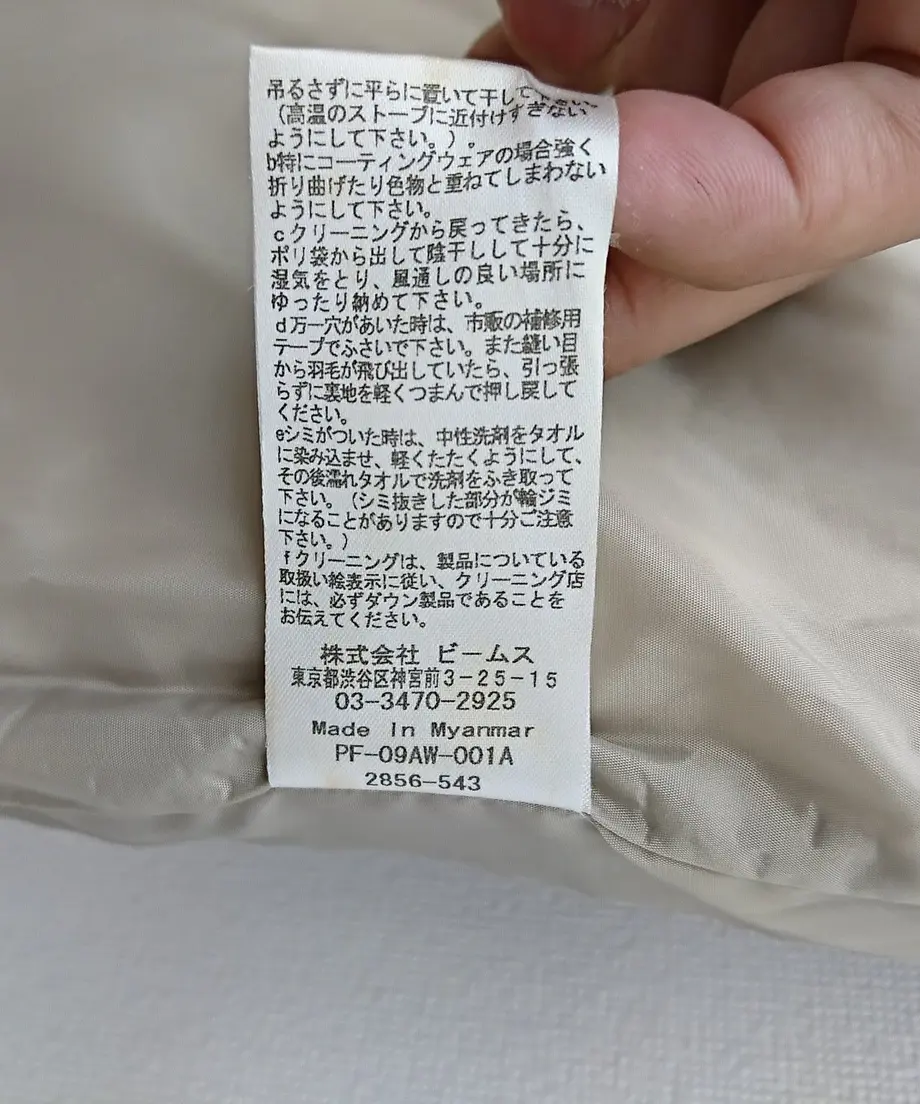 吊るさずに平らに置いて干して下さい。
(高温のストーブに近付けすぎない
ようにして下さい。)。
b特にコーティングウェアの場合強く
折り曲げたり色物と重ねてしまわない
ようにして下さい。
cクリーニングから戻ってきたら、
ポリ袋から出して陰干しして十分に
湿気をとり、風通しの良い場所に
ゆったり納めて下さい。
d万一穴があいた時は、市販の補修用
テープでふさいで下さい。また縫い目
から羽毛が飛び出していたら、引っ張
らずに裏地を軽くつまんで押し戻して
ください。
eシミがついた時は、中性洗剤をタオル
に染み込ませ、軽くたたくようにして、
その後濡れタオルで洗剤をふき取って
下さい。(シミ抜きした部分が輪ジミ
になることがありますので十分ご注意
下さい。)
fクリーニングは、製品についている
取扱い絵表示に従い、クリーニング店
には、必ずダウン製品であることを
お伝えてください。
株式会社 ビームス
東京都渋谷区神宮前3-25-15
03-3470-2925
Made In Myanmar
PF-09AW-001A
2856-543